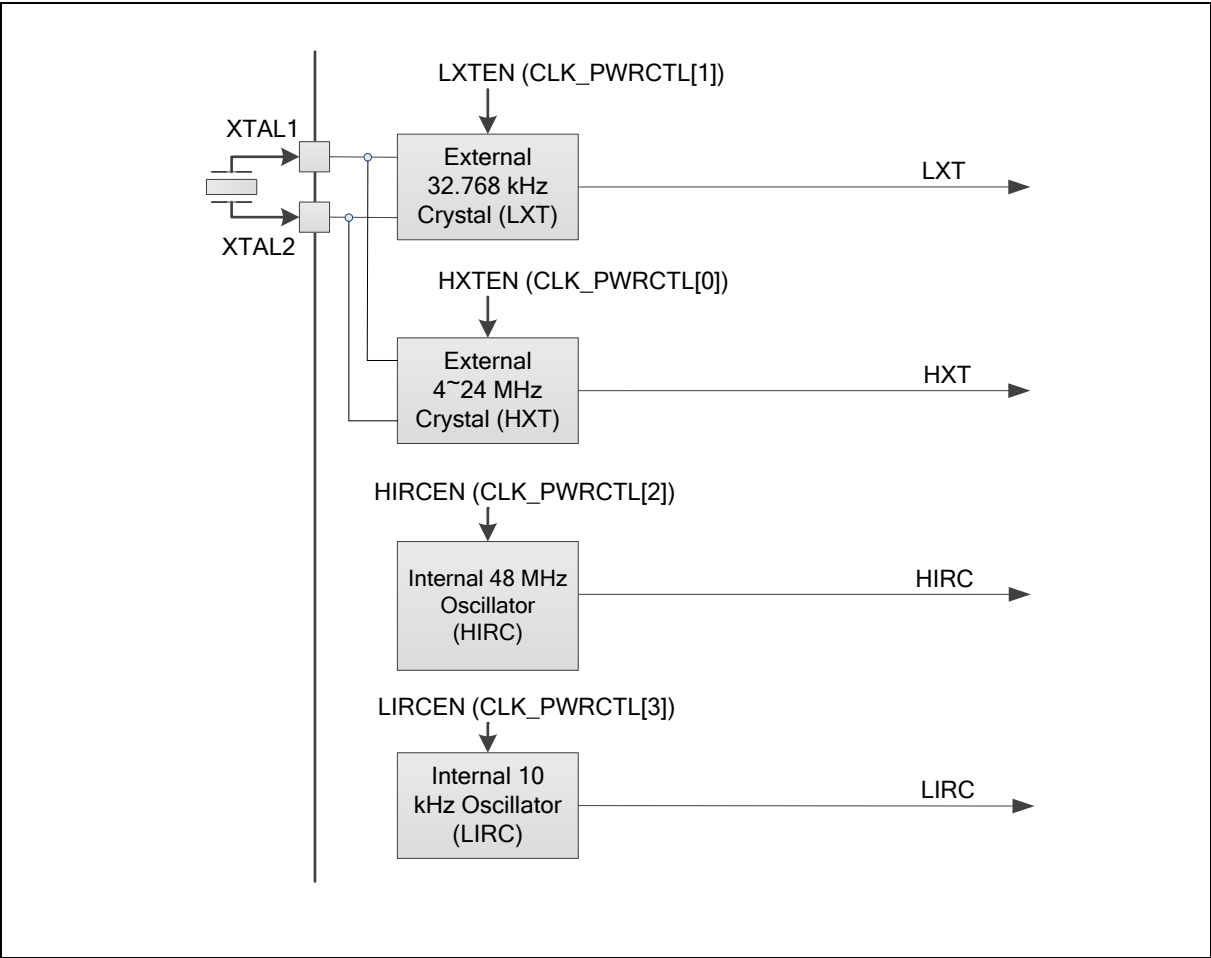 LXTEN (CLK_PWRCTL[1])
XTAL1
External
32.768 kHz
Crystal (LXT)
LXT
XTAL2
HXTEN (CLK_PWRCTL[0])
External
4~24 MHz
Crystal (HXT)
HXT
HIRCEN (CLK_PWRCTL[2])
Internal 48 MHz
Oscillator
(HIRC)
HIRC
LIRCEN (CLK_PWRCTL[3])
Internal 10
kHz Oscillator
(LIRC)
LIRC